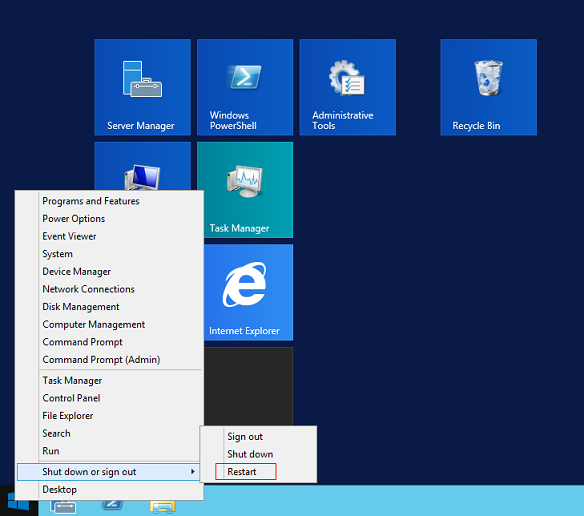 Server Manager
Windows
PowerShell
Administrative
Tools
Recycle Bin
Task Manager
Internet Explorer
Programs and Features
Power Options
Event Viewer
System
Device Manager
Network Connections
Disk Management
Computer Management
Command Prompt
Command Prompt (Admin)
Task Manager
Control Panel
File Explorer
Search
Run
Shut down or sign out
Desktop
Sign out
Shut down
Restart